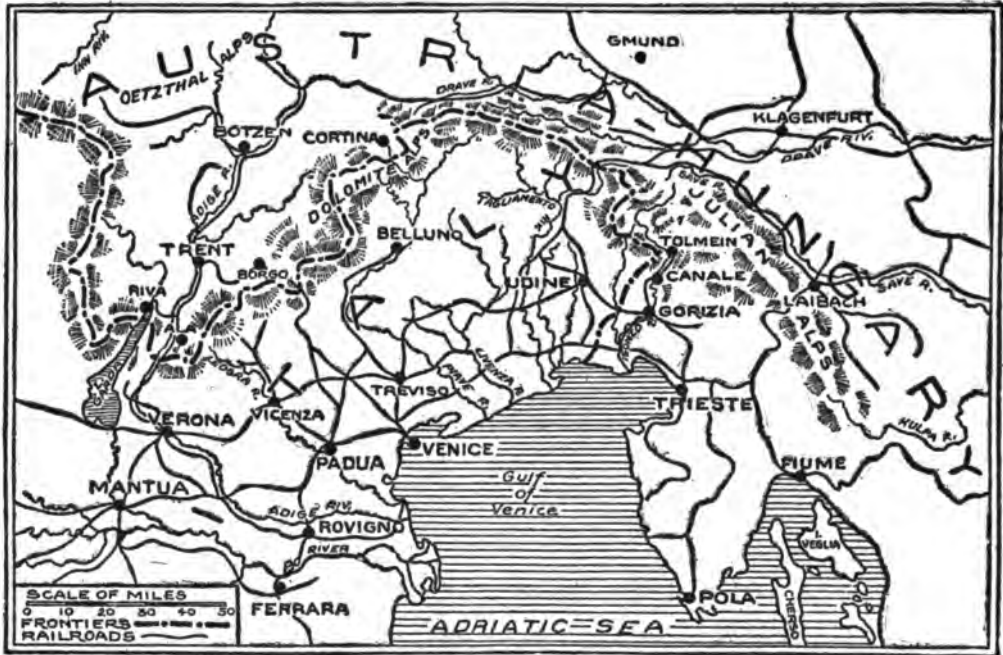 AUSTRIA-HUNGARY
INN RIV.
OETZTHAL ALPS
GMUND
DRAVE R.
BOTZEN
CORTINA
KLAGENFURT
DRAVE RIV.
DOLOMITE ALPS
ADIGE R.
TAGLIAMENTO
SAVE R.
JULIAN
ALPS
TRENT
BELLUNO
TOLMEIN
BORGO
UDINE
CANALE
RIVA
GORIZIA
LAIBACH
SAVE R.
ISONZO R.
ITALY
GARDA
TREVISO
LIVENZA R.
PIAVE R.
VICENZA
TRIESTE
VERONA
KULPA R.
PADUA
VENICE
FIUME
MANTUA
Gulf
of
Venice
ADIGE RIV.
ROVIGNO
I.
VEGLIA
PO RIVER
FERRARA
POLA
CHERSO
ADRIATIC SEA
SCALE OF MILES
0 10 20 30 40 50
FRONTIERS
RAILROADS